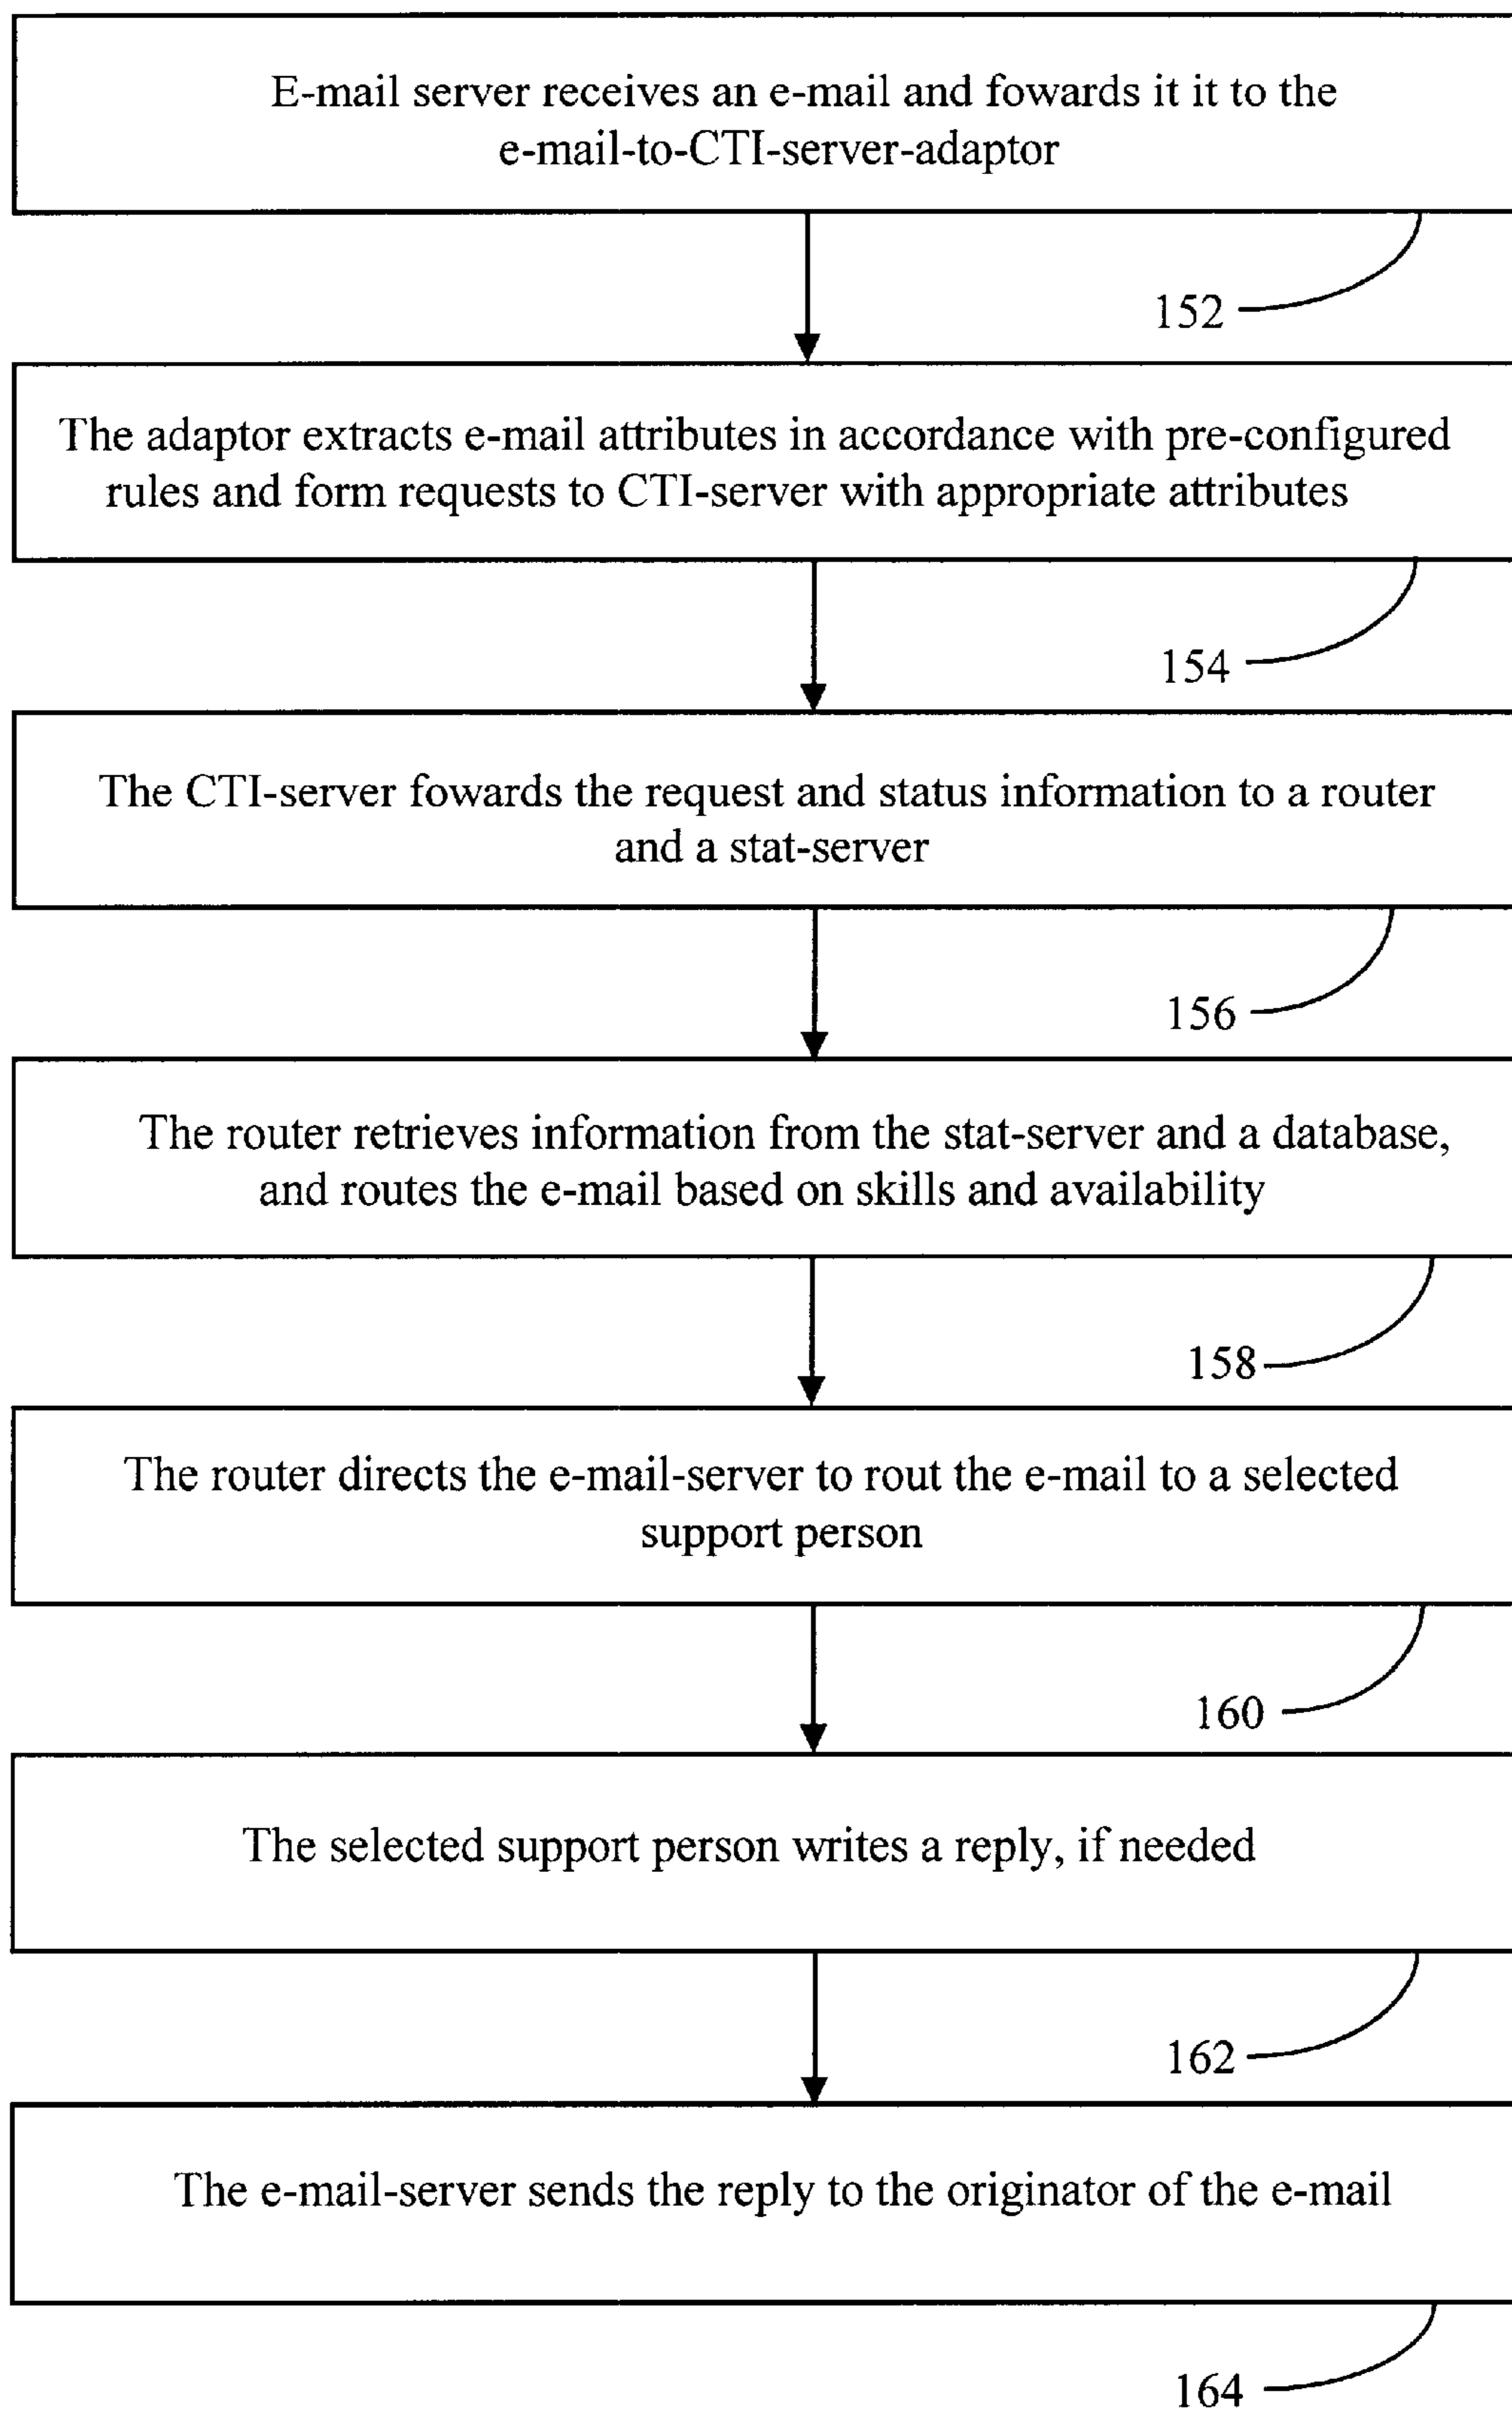 E-mail server receives an e-mail and fowards it it to the
e-mail-to-CTI-server-adaptor
152
The adaptor extracts e-mail attributes in accordance with pre-configured
rules and form requests to CTI-server with appropriate attributes
154
The CTI-server fowards the request and status information to a router
and a stat-server
156
The router retrieves information from the stat-server and a database,
and routes the e-mail based on skills and availability
158
The router directs the e-mail-server to rout the e-mail to a selected
support person
160
The selected support person writes a reply, if needed
162
The e-mail-server sends the reply to the originator of the e-mail
164